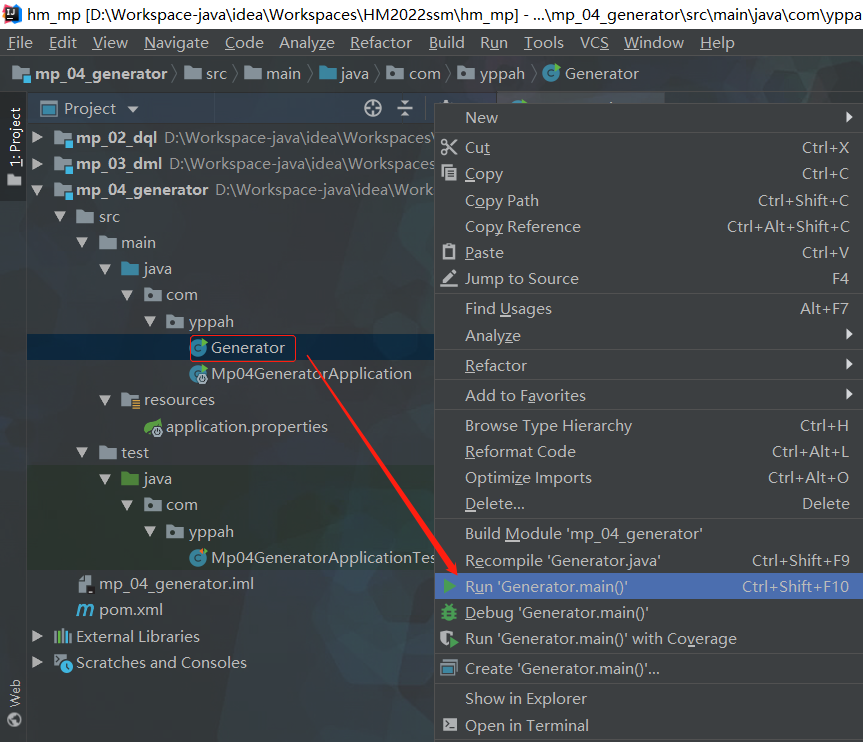 hm_mp [D:\Workspace-java\idea\Workspaces\HM2022ssm\hm_mp] - ...\mp_04_generator\src\main\java\com\yppa
File Edit View Navigate Code Analyze Refactor Build Run Tools VCS Window Help
mp_04_generator src main java com yppah Generator
1: Project
Project
mp_02_dql D:\Workspace-java\idea\Workspaces
mp_03_dml D:\Workspace-java\idea\Workspaces
mp_04_generator D:\Workspace-java\idea\Work
src
main
java
com
yppah
Generator
Mp04GeneratorApplication
resources
application.properties
test
java
com
yppah
Mp04GeneratorApplicationTes
mp_04_generator.iml
pom.xml
External Libraries
Scratches and Consoles
Web
New
Cut Ctrl+X
Copy Ctrl+C
Copy Path Ctrl+Shift+C
Copy Reference Ctrl+Alt+Shift+C
Paste Ctrl+V
Jump to Source F4
Find Usages Alt+F7
Analyze
Refactor
Add to Favorites
Browse Type Hierarchy Ctrl+H
Reformat Code Ctrl+Alt+L
Optimize Imports Ctrl+Alt+O
Delete... Delete
Build Module 'mp_04_generator'
Recompile 'Generator.java' Ctrl+Shift+F9
Run 'Generator.main()' Ctrl+Shift+F10
Debug 'Generator.main()'
Run 'Generator.main()' with Coverage
Create 'Generator.main()'...
Show in Explorer
Open in Terminal